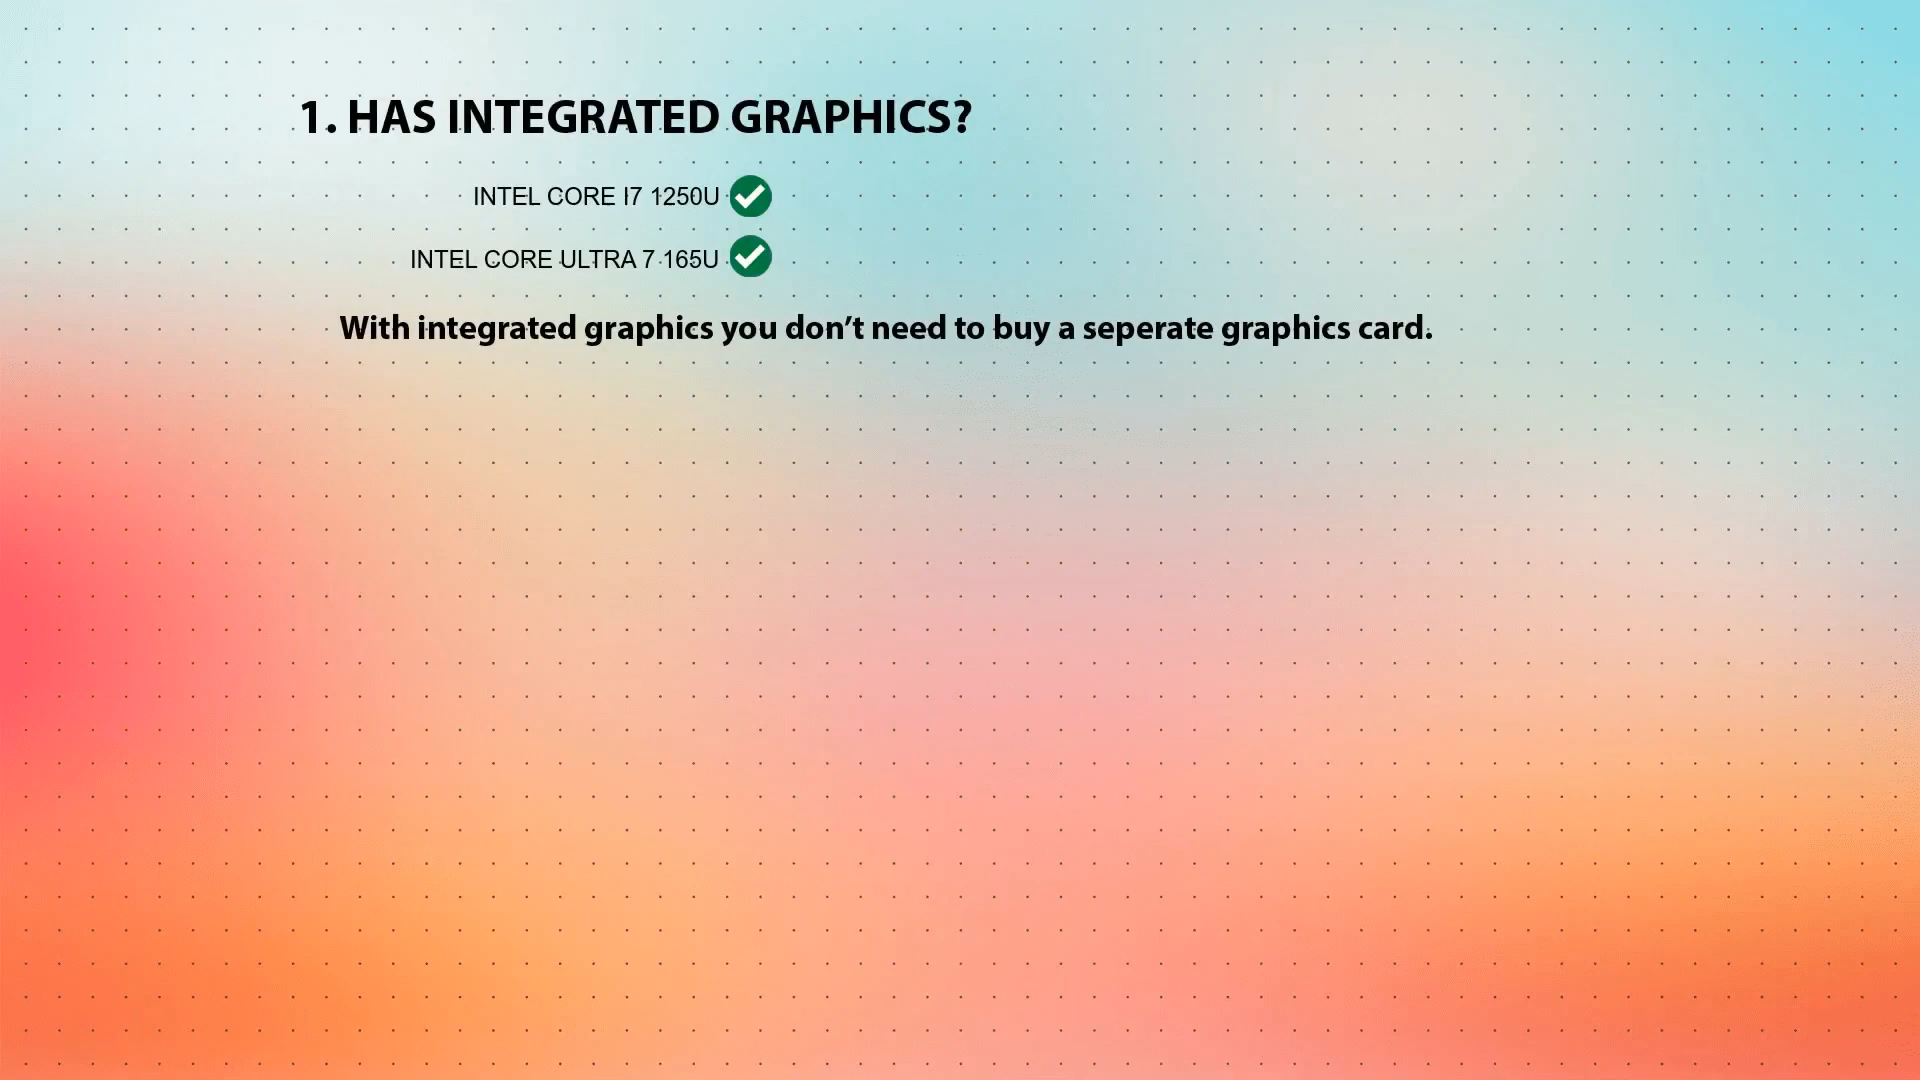 1. HAS INTEGRATED GRAPHICS?
INTEL CORE I7 1250U
INTEL CORE ULTRA 7 165U
With integrated graphics you don’t need to buy a seperate graphics card.